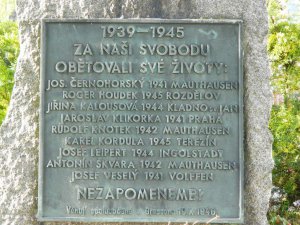 1939-1945
ZA NAŠI SVOBODU
OBĚTOVALI SVÉ ŽIVOTY:
JOS. ČERNOHORSKÝ 1941 MAUTHAUSEN
ROGER HOUDEK 1945 ROZDĚLOV
JIŘINA KALOUSOVÁ 1944 KLADNO
JAROSLAV KLIKORKA 1941 PRAHA
RUDOLF KNOTEK 1942 MAUTHAUSEN
KAREL KORDULA 1945 TEREZÍN
JOSEF LEIPERT 1944 INGOLSTADT
ANTONÍN ŠKVÁRA 1942 MAUTHAUSEN
JOSEF VESELÝ 1941
NEZAPOMENEME!